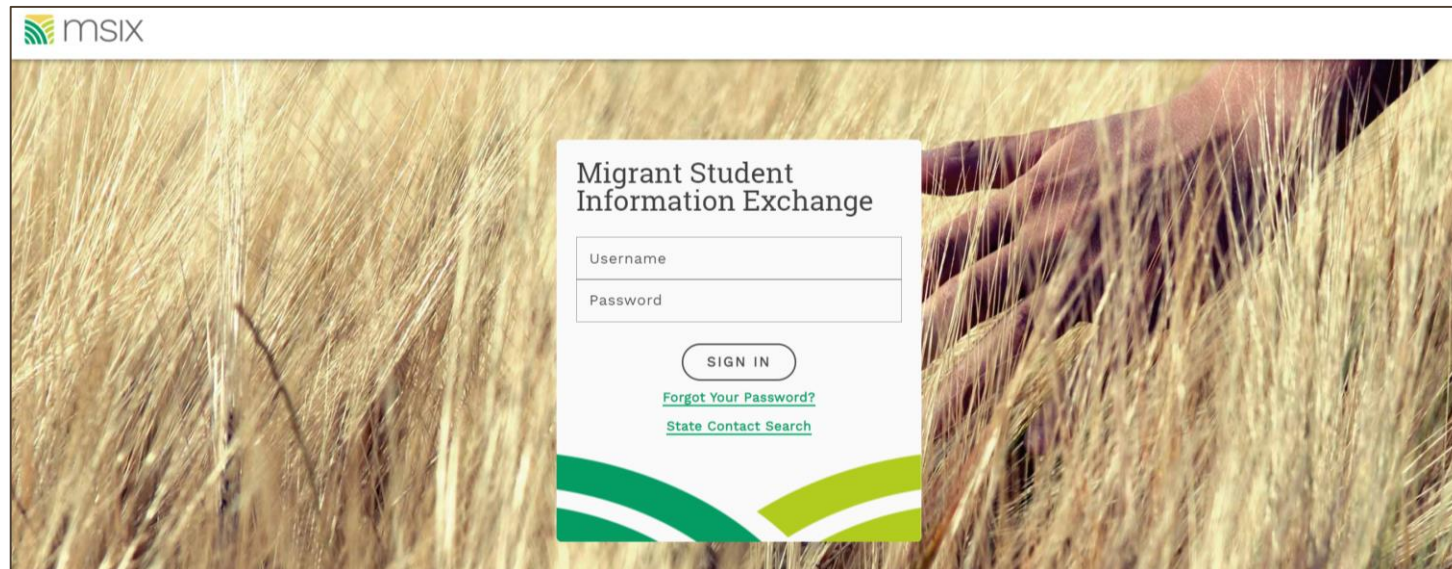 msix
Migrant Student
Information Exchange
Username
Password
SIGN IN
Forgot Your Password?
State Contact Search